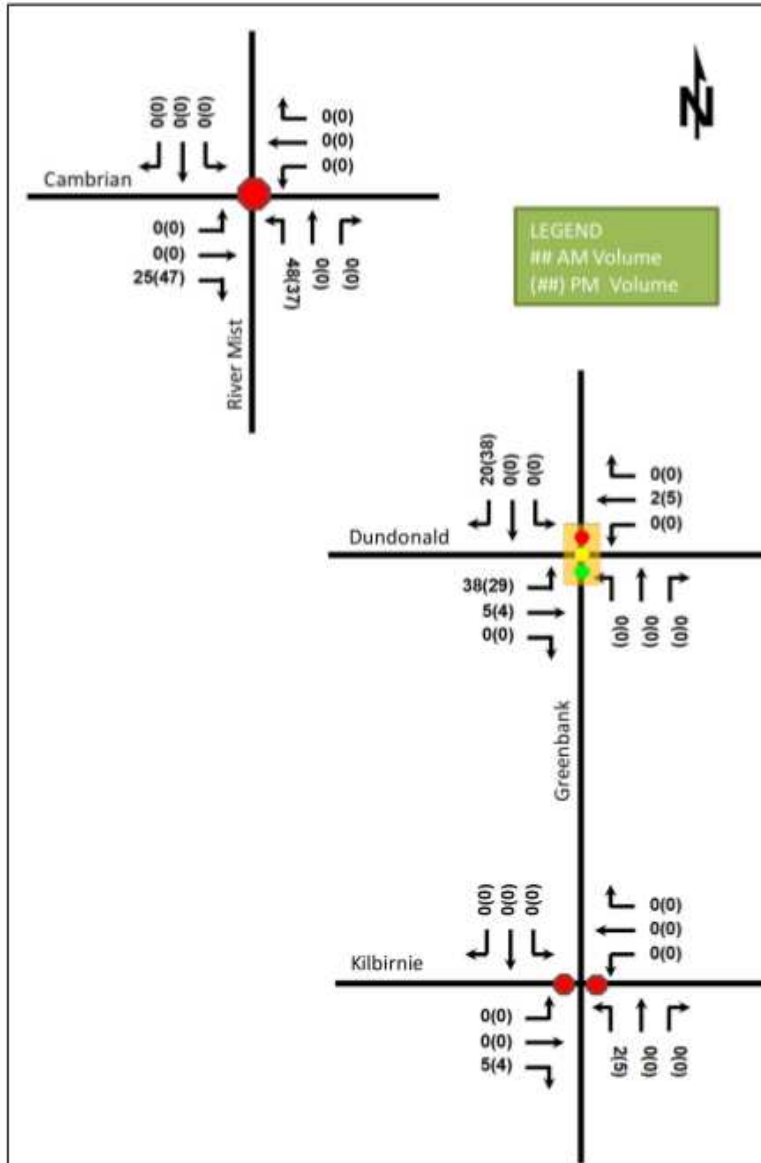 N
0(0) 0(0) 0(0)
0(0)
0(0)
0(0)
Cambrian
0(0)
0(0)
25(47)
48(37) 0(0) 0(0)
River Mist
LEGEND
## AM Volume
(##) PM Volume
20(38) 0(0) 0(0)
0(0)
2(5)
0(0)
Dundonald
38(29)
5(4)
0(0)
0(0) 0(0) 0(0)
Greenbank
0(0) 0(0) 0(0)
0(0)
0(0)
0(0)
Kilbirnie
0(0)
0(0)
5(4)
2(5) 0(0) 0(0)